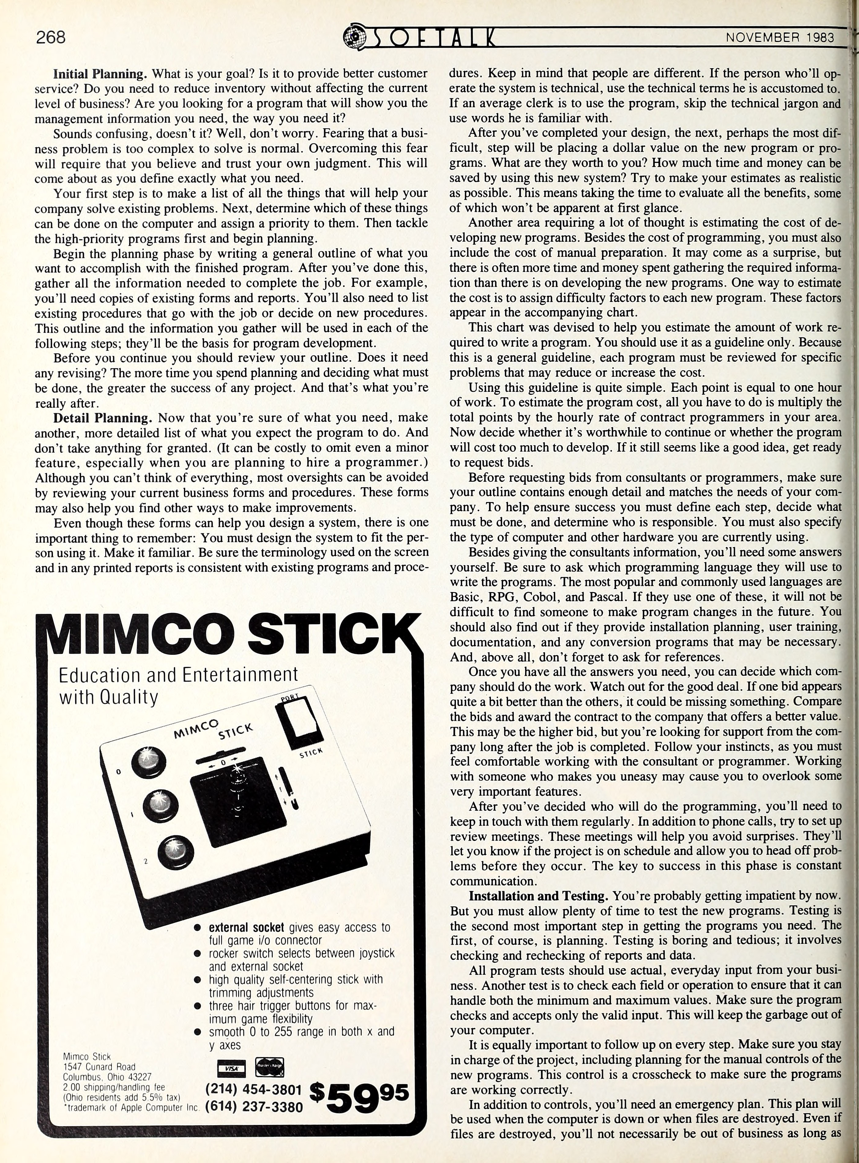 268
SOFTALK
NOVEMBER 1983
Initial Planning. What is your goal? Is it to provide better customer
service? Do you need to reduce inventory without affecting the current
level of business? Are you looking for a program that will show you the
management information you need, the way you need it?
Sounds confusing, doesn't it? Well, don't worry. Fearing that a busi-
ness problem is too complex to solve is normal. Overcoming this fear
will require that you believe and trust your own judgment. This will
come about as you define exactly what you need.
Your first step is to make a list of all the things that will help your
company solve existing problems. Next, determine which of these things
can be done on the computer and assign a priority to them. Then tackle
the high-priority programs first and begin planning.
Begin the planning phase by writing a general outline of what you
want to accomplish with the finished program. After you've done this,
gather all the information needed to complete the job. For example,
you'll need copies of existing forms and reports. You'll also need to list
existing procedures that go with the job or decide on new procedures.
This outline and the information you gather will be used in each of the
following steps; they'll be the basis for program development.
Before you continue you should review your outline. Does it need
any revising? The more time you spend planning and deciding what must
be done, the greater the success of any project. And that's what you're
really after.
Detail Planning. Now that you're sure of what you need, make
another, more detailed list of what you expect the program to do. And
don't take anything for granted. (It can be costly to omit even a minor
feature, especially when you are planning to hire a programmer.)
Although you can't think of everything, most oversights can be avoided
by reviewing your current business forms and procedures. These forms
may also help you find other ways to make improvements.
Even though these forms can help you design a system, there is one
important thing to remember: You must design the system to fit the per-
son using it. Make it familiar. Be sure the terminology used on the screen
and in any printed reports is consistent with existing programs and proce-
dures. Keep in mind that people are different. If the person who'll op-
erate the system is technical, use the technical terms he is accustomed to.
If an average clerk is to use the program, skip the technical jargon and
use words he is familiar with.
After you've completed your design, the next, perhaps the most dif-
ficult, step will be placing a dollar value on the new program or pro-
grams. What are they worth to you? How much time and money can be
saved by using this new system? Try to make your estimates as realistic
as possible. This means taking the time to evaluate all the benefits, some
of which won't be apparent at first glance.
Another area requiring a lot of thought is estimating the cost of de-
veloping new programs. Besides the cost of programming, you must also
include the cost of manual preparation. It may come as a surprise, but
there is often more time and money spent gathering the required informa-
tion than there is on developing the new programs. One way to estimate
the cost is to assign difficulty factors to each new program. These factors
appear in the accompanying chart.
This chart was devised to help you estimate the amount of work re-
quired to write a program. You should use it as a guideline only. Because
this is a general guideline, each program must be reviewed for specific
problems that may reduce or increase the cost.
Using this guideline is quite simple. Each point is equal to one hour
of work. To estimate the program cost, all you have to do is multiply the
total points by the hourly rate of contract programmers in your area.
Now decide whether it's worthwhile to continue or whether the program
will cost too much to develop. If it still seems like a good idea, get ready
to request bids.
Before requesting bids from consultants or programmers, make sure
your outline contains enough detail and matches the needs of your com-
pany. To help ensure success you must define each step, decide what
must be done, and determine who is responsible. You must also specify
the type of computer and other hardware you are currently using.
Besides giving the consultants information, you'll need some answers
yourself. Be sure to ask which programming language they will use to
write the programs. The most popular and commonly used languages are
Basic, RPG, Cobol, and Pascal. If they use one of these, it will not be
difficult to find someone to make program changes in the future. You
should also find out if they provide installation planning, user training,
documentation, and any conversion programs that may be necessary.
And, above all, don't forget to ask for references.
Once you have all the answers you need, you can decide which com-
pany should do the work. Watch out for the good deal. If one bid appears
quite a bit better than the others, it could be missing something. Compare
the bids and award the contract to the company that offers a better value.
This may be the higher bid, but you're looking for support from the com-
pany long after the job is completed. Follow your instincts, as you must
feel comfortable working with the consultant or programmer. Working
with someone who makes you uneasy may cause you to overlook some
very important features.
After you've decided who will do the programming, you'll need to
keep in touch with them regularly. In addition to phone calls, try to set up
review meetings. These meetings will help you avoid surprises. They'll
let you know if the project is on schedule and allow you to head off prob-
lems before they occur. The key to success in this phase is constant
communication.
Installation and Testing. You're probably getting impatient by now.
But you must allow plenty of time to test the new programs. Testing is
the second most important step in getting the programs you need. The
first, of course, is planning. Testing is boring and tedious; it involves
checking and rechecking of reports and data.
All program tests should use actual, everyday input from your busi-
ness. Another test is to check each field or operation to ensure that it can
handle both the minimum and maximum values. Make sure the program
checks and accepts only the valid input. This will keep the garbage out of
your computer.
It is equally important to follow up on every step. Make sure you stay
in charge of the project, including planning for the manual controls of the
new programs. This control is a crosscheck to make sure the programs
are working correctly.
In addition to controls, you'll need an emergency plan. This plan will
be used when the computer is down or when files are destroyed. Even if
files are destroyed, you'll not necessarily be out of business as long as
MIMCO STICK
Education and Entertainment
with Quality
PORT
MIMCO
STICK
STICK
0
0
1
1
2
● external socket gives easy access to
full game i/o connector
● rocker switch selects between joystick
and external socket
● high quality self-centering stick with
trimming adjustments
● three hair trigger buttons for max-
imum game flexibility
● smooth 0 to 255 range in both x and
y axes
Mimco Stick
1547 Cunard Road
Columbus, Ohio 43227
2.00 shipping/handling fee
(Ohio residents add 5.5% tax)
*trademark of Apple Computer Inc.
VISA
(214) 454-3801
(614) 237-3380
$5995